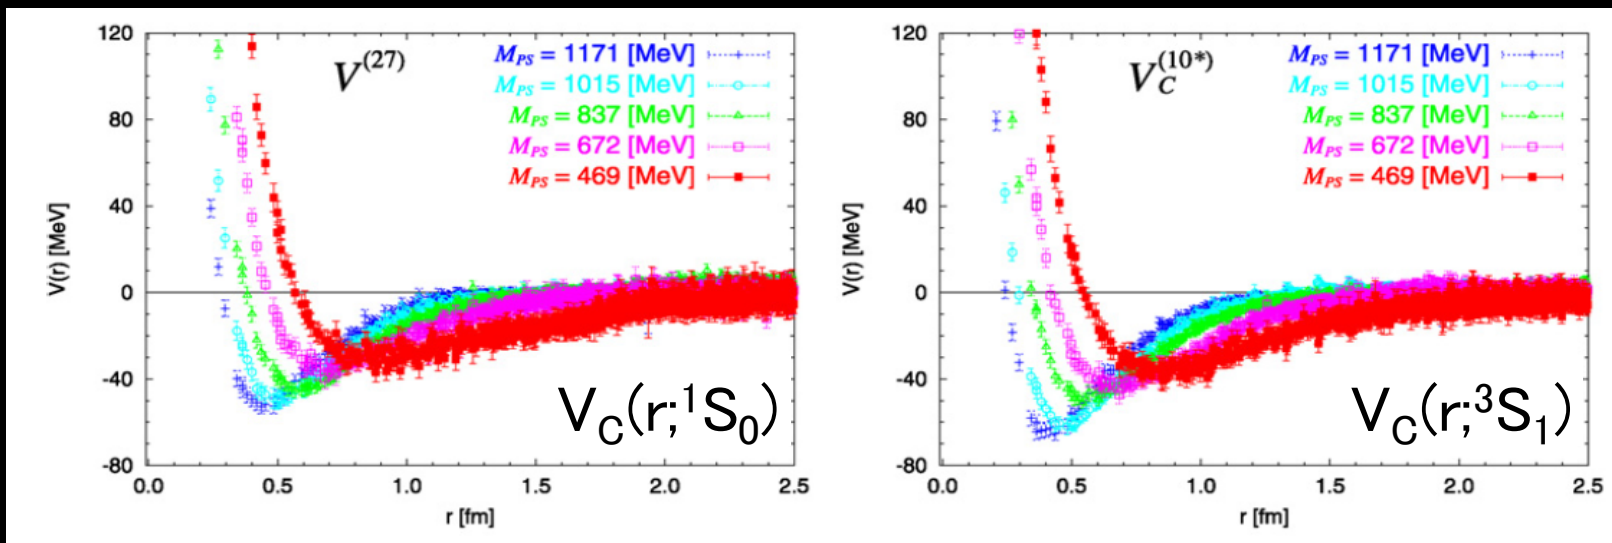 V(27)
M_PS = 1171 [MeV]
M_PS = 1015 [MeV]
M_PS = 837 [MeV]
M_PS = 672 [MeV]
M_PS = 469 [MeV]
120
80
40
0
-40
-80
V(r) [MeV]
V_C(r;¹S₀)
0.0 0.5 1.0 1.5 2.0 2.5
r [fm]
V_C^(10*)
M_PS = 1171 [MeV]
M_PS = 1015 [MeV]
M_PS = 837 [MeV]
M_PS = 672 [MeV]
M_PS = 469 [MeV]
120
80
40
0
-40
-80
V(r) [MeV]
V_C(r;³S₁)
0.0 0.5 1.0 1.5 2.0 2.5
r [fm]